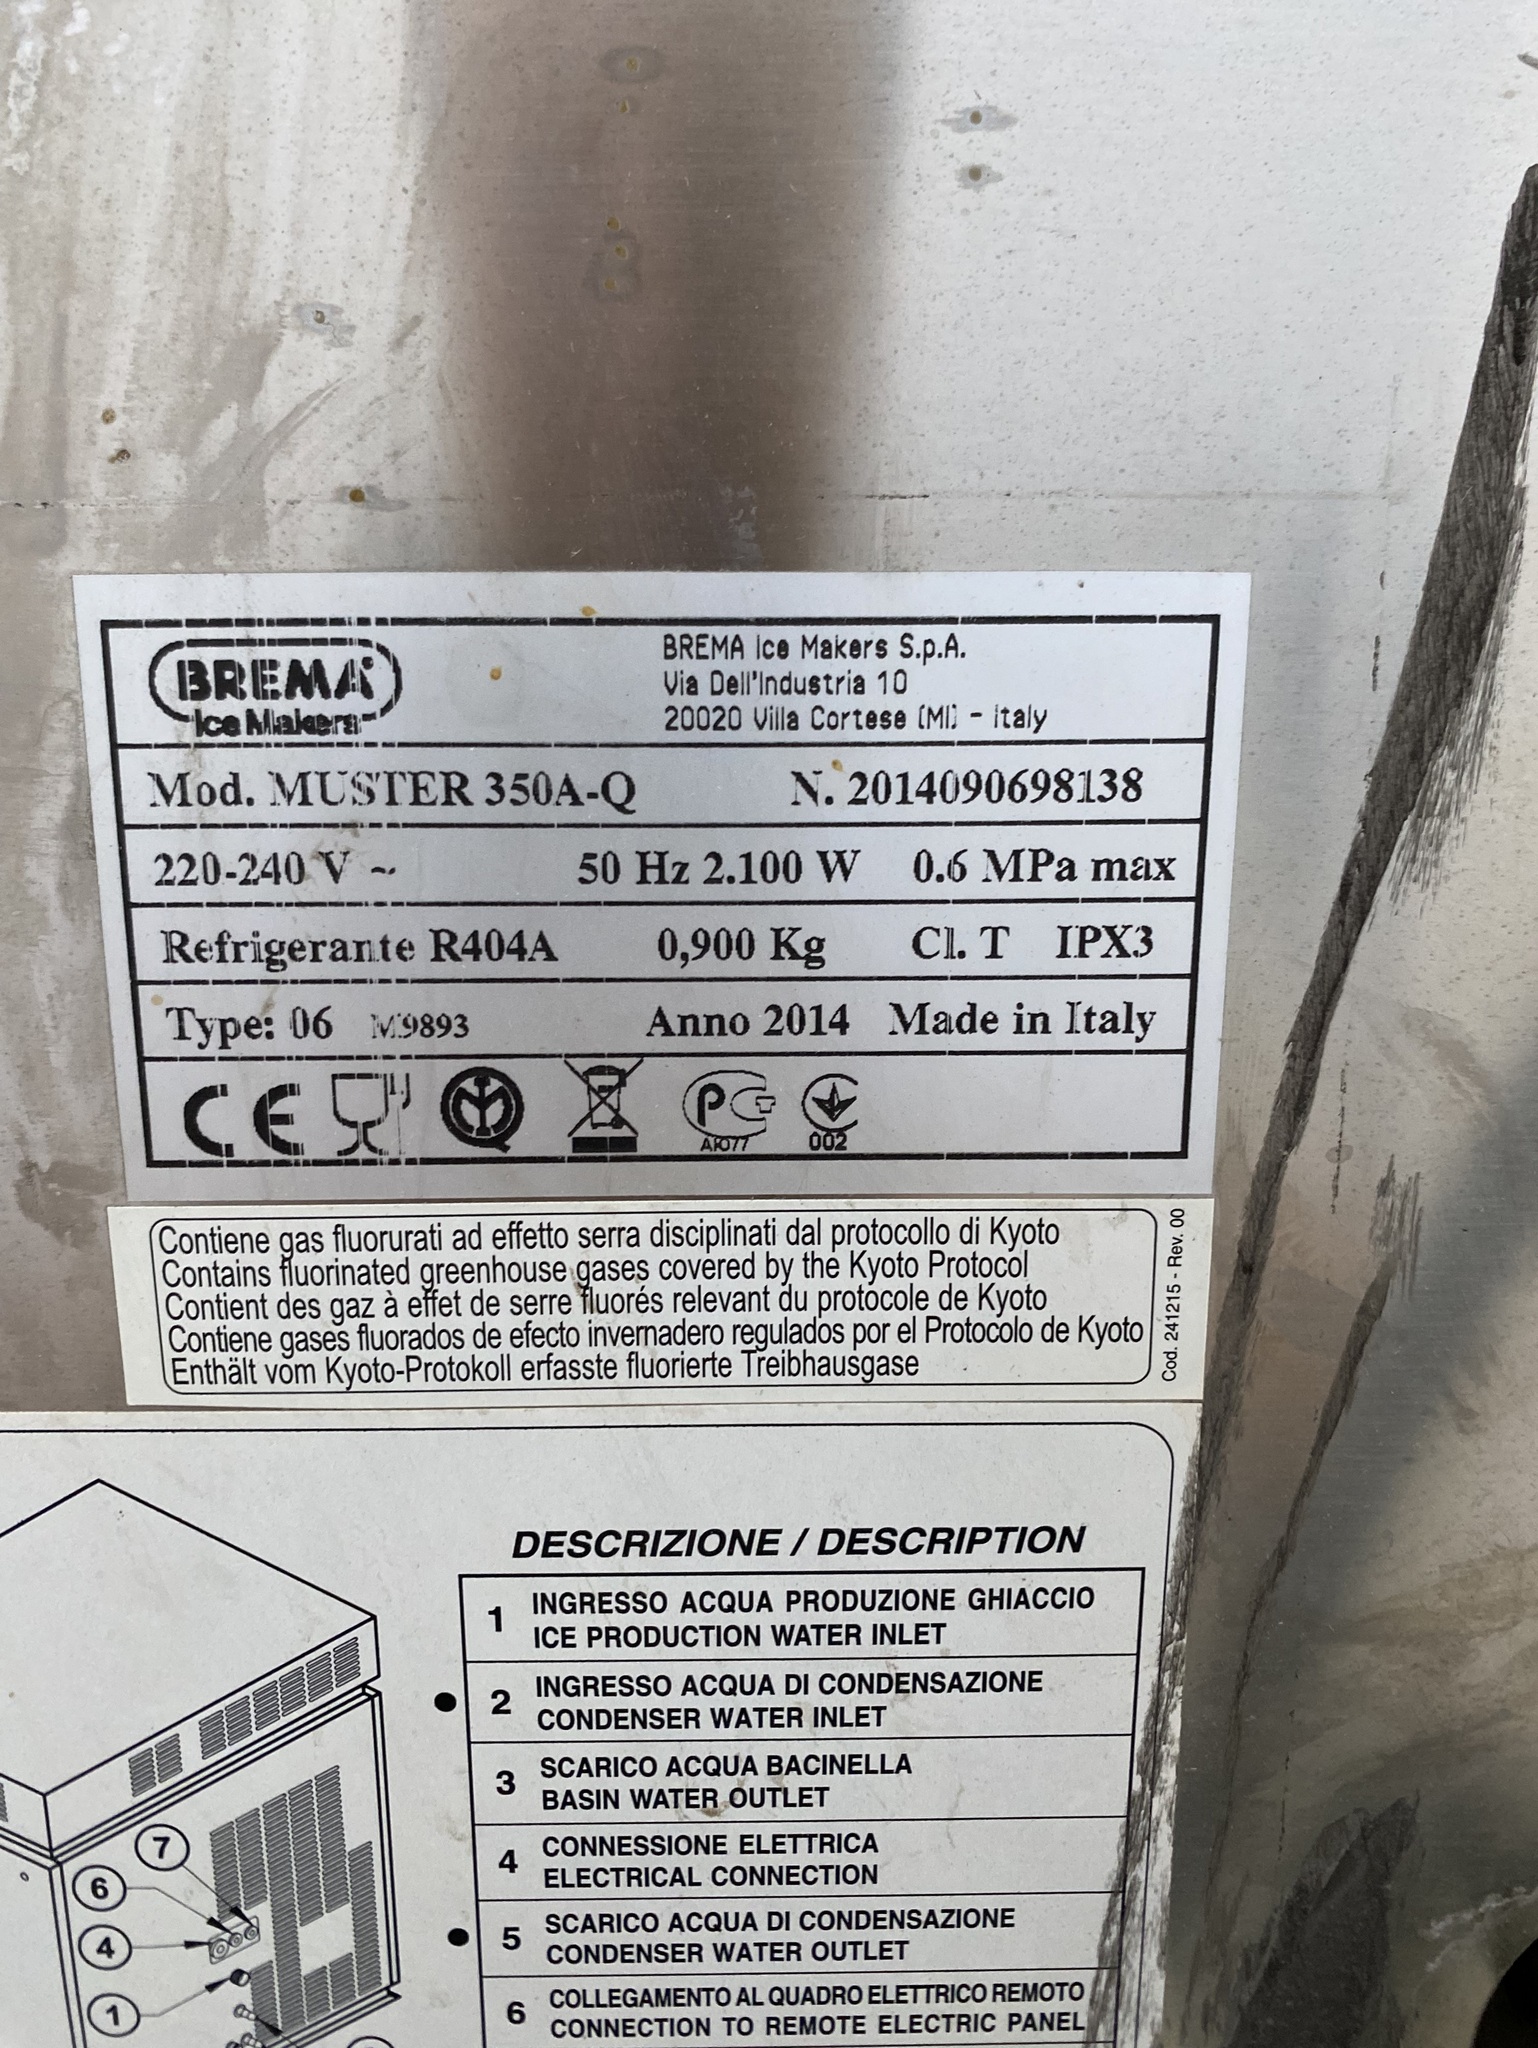 BREMA
Ice Makers
BREMA Ice Makers S.p.A.
Via Dell'Industria 10
20020 Villa Cortese (MI) - Italy
Mod. MUSTER 350A-Q N. 2014090698138
220-240 V ~ 50 Hz 2.100 W 0.6 MPa max
Refrigerante R404A 0,900 Kg Cl. T IPX3
Type: 06 M9893 Anno 2014 Made in Italy
CE
АЮ77
002
Contiene gas fluorurati ad effetto serra disciplinati dal protocollo di Kyoto
Contains fluorinated greenhouse gases covered by the Kyoto Protocol
Contient des gaz à effet de serre fluorés relevant du protocole de Kyoto
Contiene gases fluorados de efecto invernadero regulados por el Protocolo de Kyoto
Enthält vom Kyoto-Protokoll erfasste fluorierte Treibhausgase
Cod. 241215 - Rev. 00
DESCRIZIONE / DESCRIPTION
1 INGRESSO ACQUA PRODUZIONE GHIACCIO
ICE PRODUCTION WATER INLET
● 2 INGRESSO ACQUA DI CONDENSAZIONE
CONDENSER WATER INLET
3 SCARICO ACQUA BACINELLA
BASIN WATER OUTLET
4 CONNESSIONE ELETTRICA
ELECTRICAL CONNECTION
● 5 SCARICO ACQUA DI CONDENSAZIONE
CONDENSER WATER OUTLET
6 COLLEGAMENTO AL QUADRO ELETTRICO REMOTO
CONNECTION TO REMOTE ELECTRIC PANEL
7
6
4
1